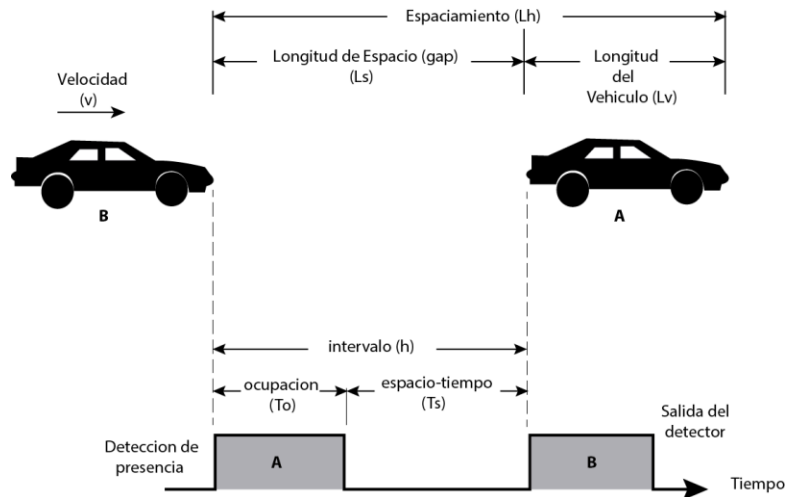 Espaciamiento (Lh)
Longitud de Espacio (gap)
(Ls)
Longitud
del
Vehiculo (Lv)
Velocidad
(v)
B
A
intervalo (h)
ocupacion
(To)
espacio-tiempo
(Ts)
Salida del
detector
Deteccion de
presencia
A
B
Tiempo